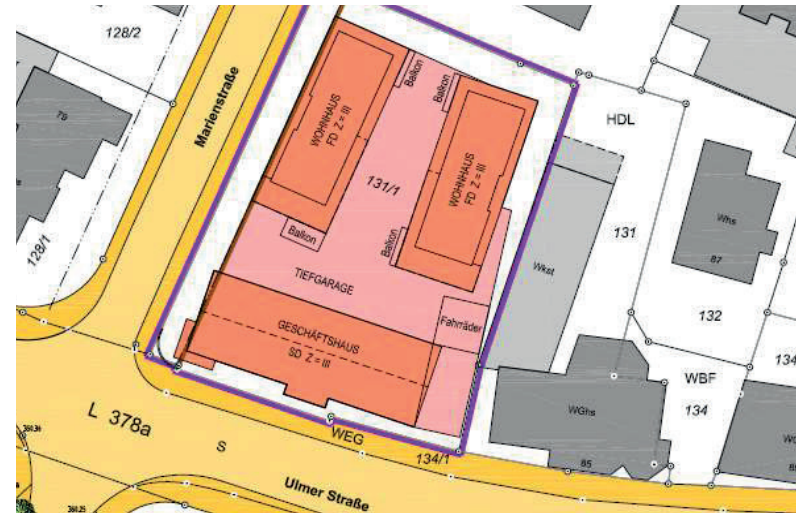 128/2
Marienstraße
79
128/1
WOHNHAUS
FD Z = III
Balkon
Balkon
WOHNHAUS
FD Z = III
131/1
Balkon
Balkon
TIEFGARAGE
GESCHÄFTSHAUS
SD Z = III
Fahrräder
HDL
131
Whs
87
132
134
Wkst
WBF
134
WGhs
85
L 378a
S
WEG
134/1
Ulmer Straße
360.25